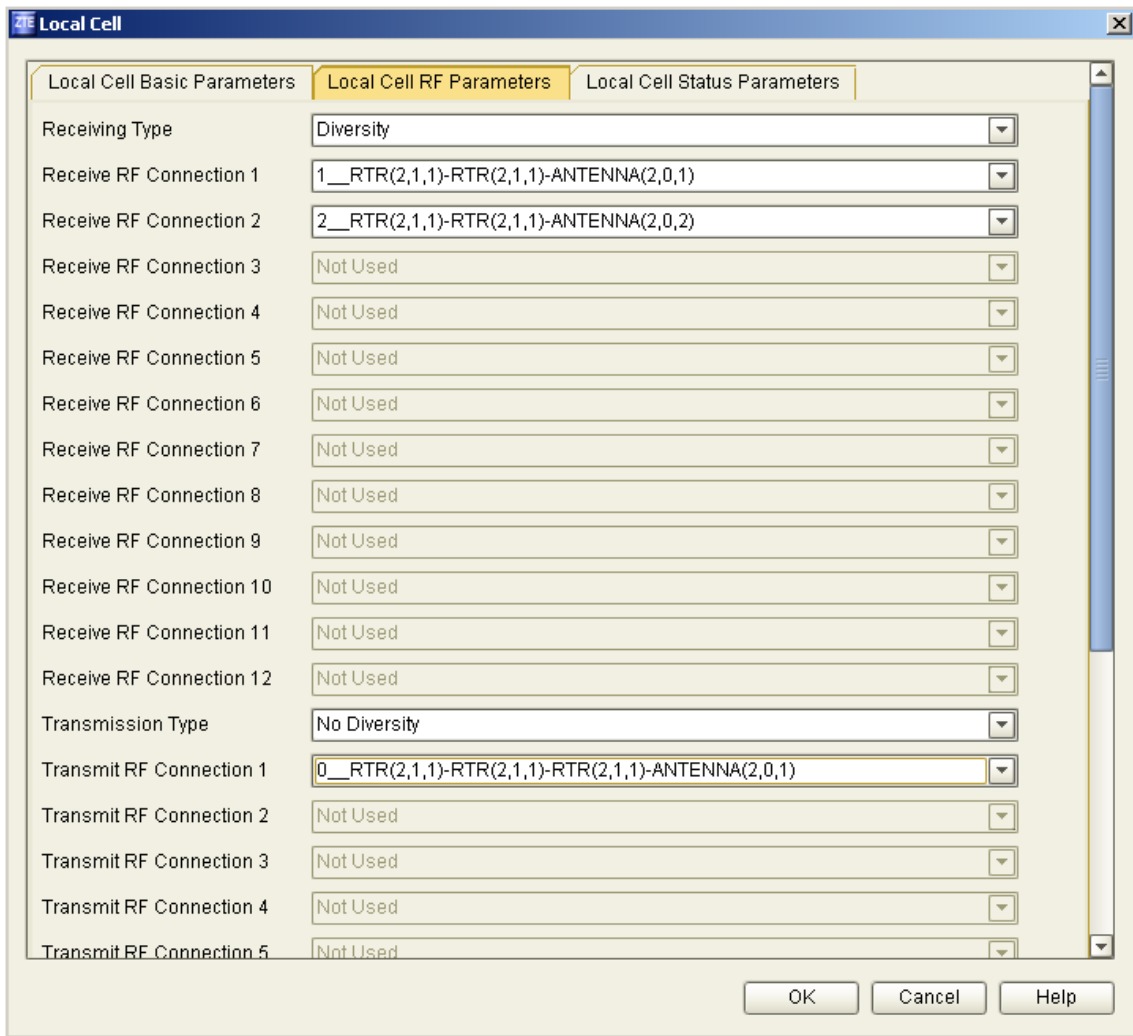 ZTE Local Cell
Local Cell Basic Parameters Local Cell RF Parameters Local Cell Status Parameters
Receiving Type Diversity
Receive RF Connection 1 1__RTR(2,1,1)-RTR(2,1,1)-ANTENNA(2,0,1)
Receive RF Connection 2 2__RTR(2,1,1)-RTR(2,1,1)-ANTENNA(2,0,2)
Receive RF Connection 3 Not Used
Receive RF Connection 4 Not Used
Receive RF Connection 5 Not Used
Receive RF Connection 6 Not Used
Receive RF Connection 7 Not Used
Receive RF Connection 8 Not Used
Receive RF Connection 9 Not Used
Receive RF Connection 10 Not Used
Receive RF Connection 11 Not Used
Receive RF Connection 12 Not Used
Transmission Type No Diversity
Transmit RF Connection 1 0__RTR(2,1,1)-RTR(2,1,1)-RTR(2,1,1)-ANTENNA(2,0,1)
Transmit RF Connection 2 Not Used
Transmit RF Connection 3 Not Used
Transmit RF Connection 4 Not Used
Transmit RF Connection 5 Not Used
OK Cancel Help